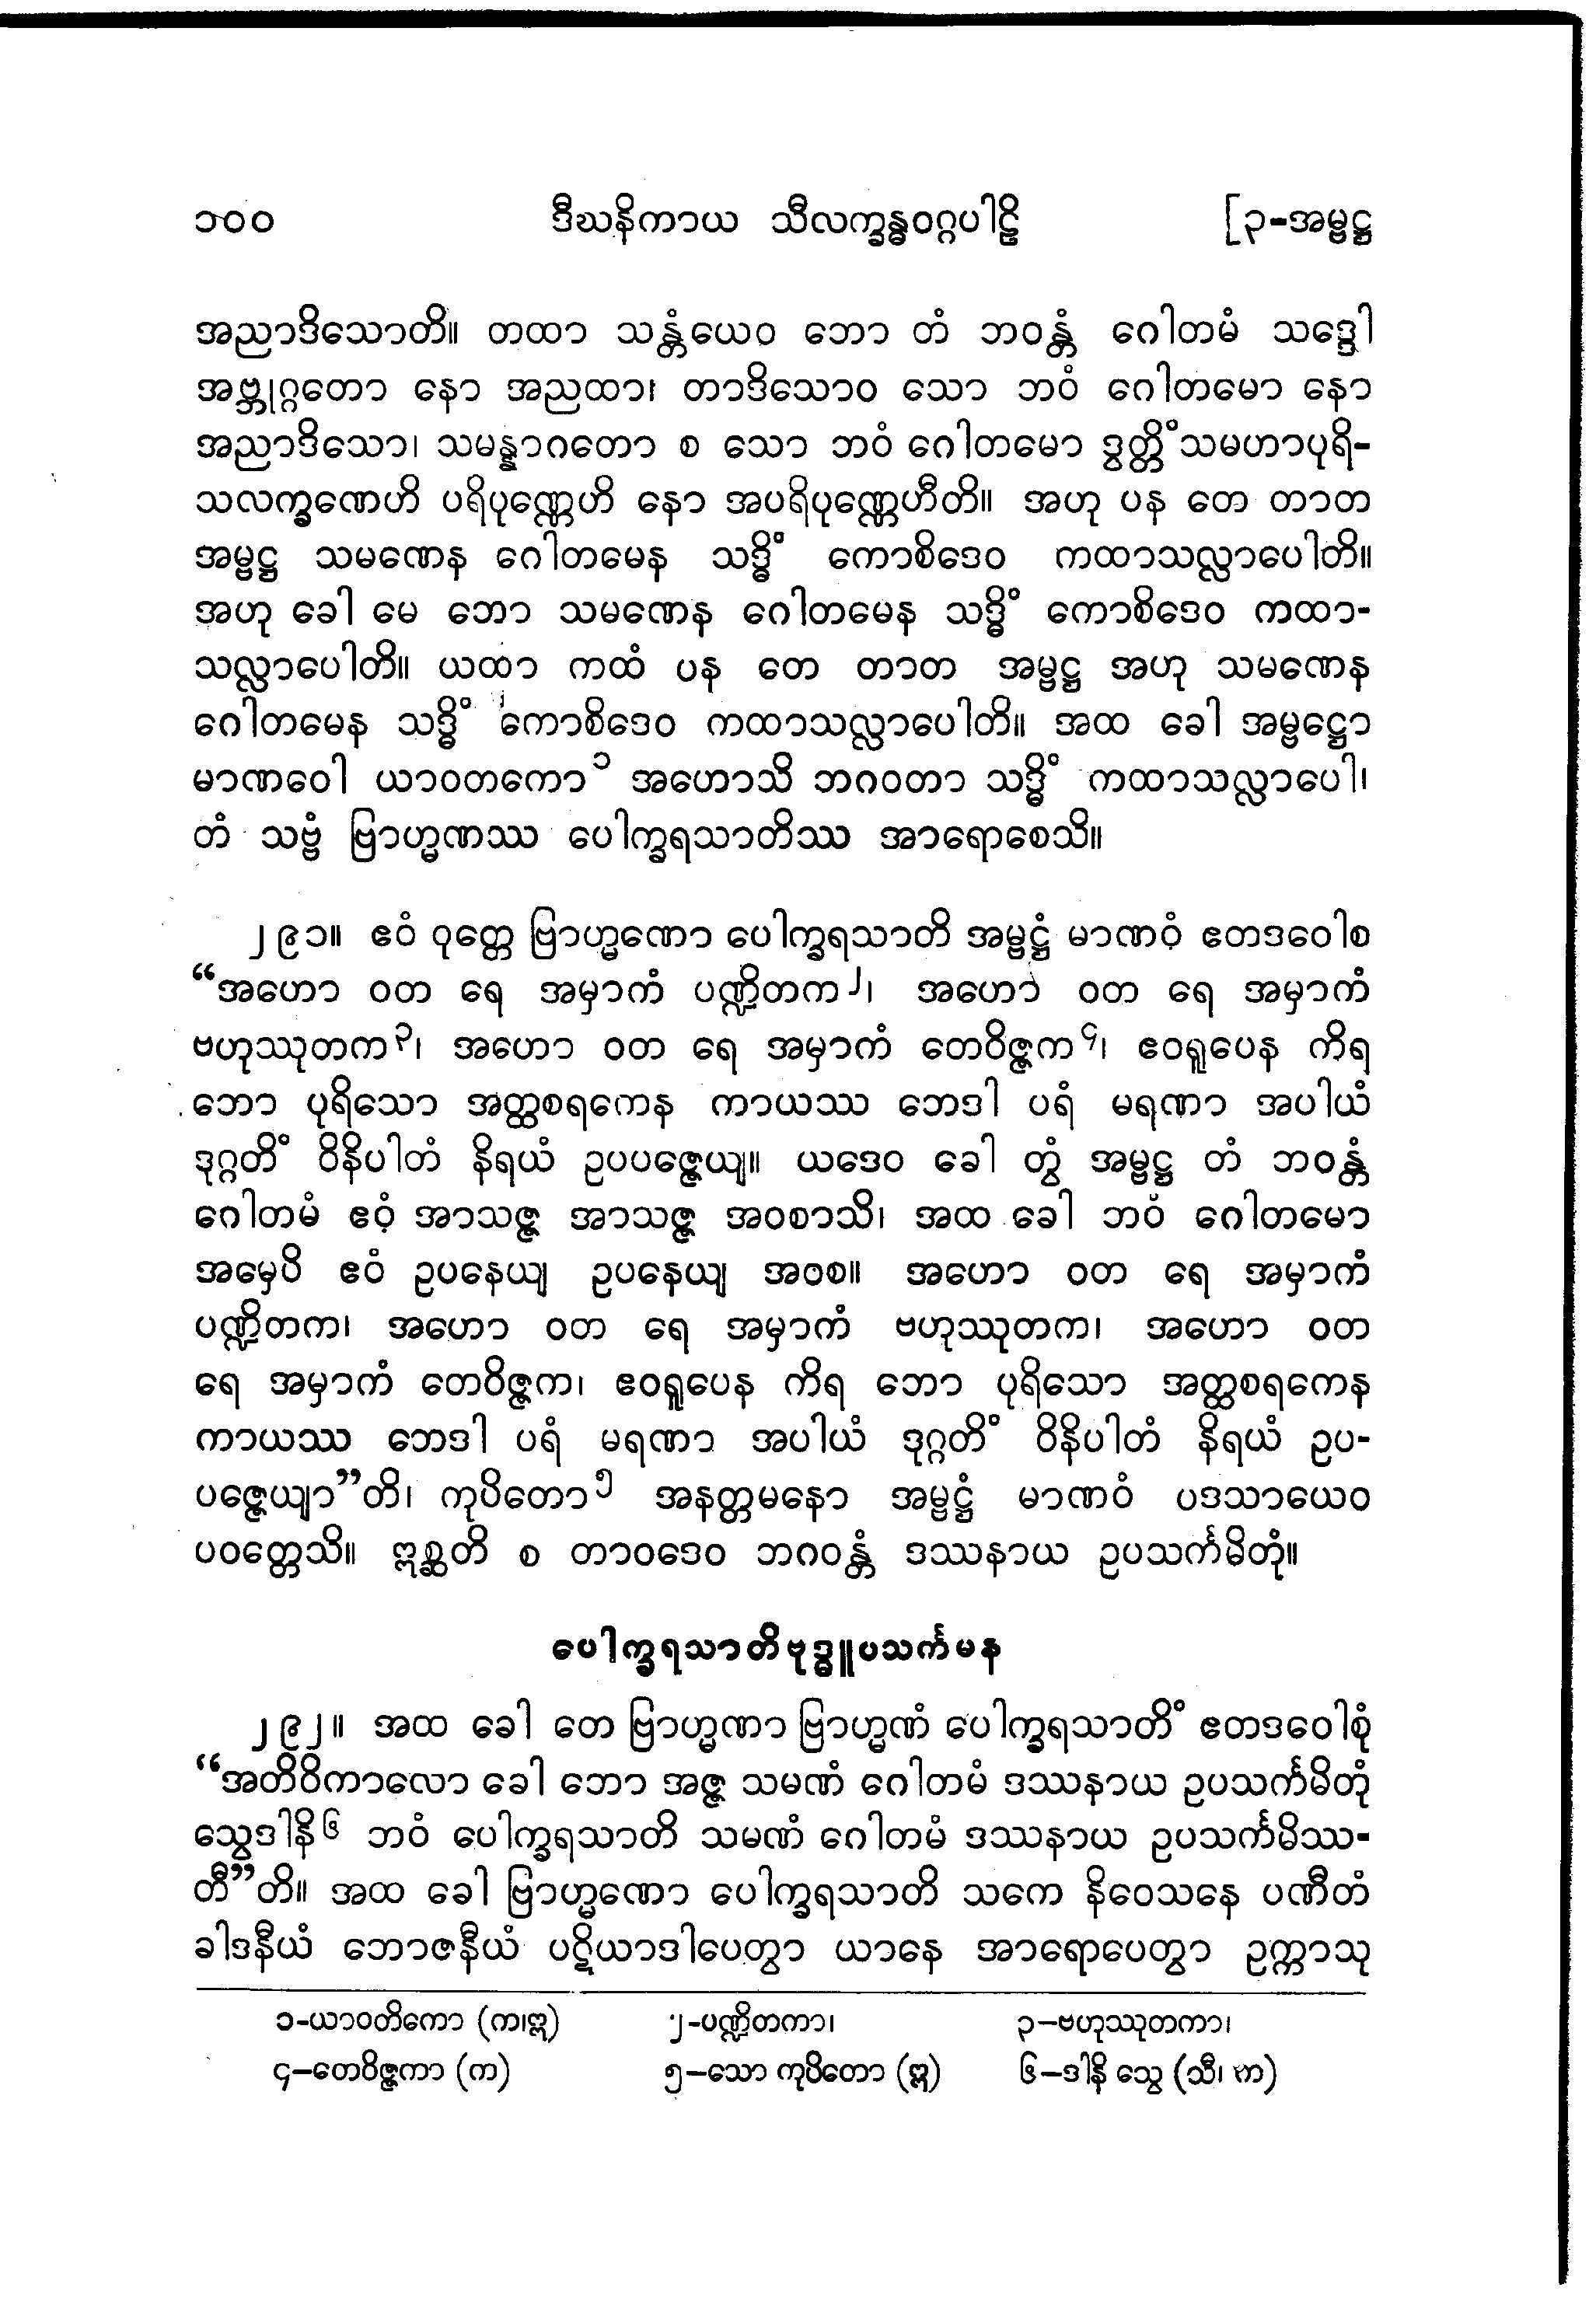 ၁၀၀ ဒီဃနိကာယ သီလက္ခန္ဓဝဂ္ဂပါဠိ [၃-အမ္ဗဋ္ဌ
အညာဒိသောတိ။ တထာ သန္တံယေဝ ဘော တံ ဘဝန္တံ ဂေါတမံ သဒ္ဒေါ
အဗ္ဘုဂ္ဂတော နော အညထာ၊ တာဒိသောဝ သော ဘဝံ ဂေါတမော နော
အညာဒိသော၊ သမန္နာဂတော စ သော ဘဝံ ဂေါတမော ဒွတ္တိံသမဟာပုရိ-
သလက္ခဏေဟိ ပရိပုဏ္ဏေဟိ နော အပရိပုဏ္ဏေဟီတိ။ အဟု ပန တေ တာတ
အမ္ဗဋ္ဌ သမဏေန ဂေါတမေန သဒ္ဓိံ ကောစိဒေဝ ကထာသလ္လာပေါတိ။
အဟု ခေါ မေ ဘော သမဏေန ဂေါတမေန သဒ္ဓိံ ကောစိဒေဝ ကထာ-
သလ္လာပေါတိ။ ယထာ ကထံ ပန တေ တာတ အမ္ဗဋ္ဌ အဟု သမဏေန
ဂေါတမေန သဒ္ဓိံ ကောစိဒေဝ ကထာသလ္လာပေါတိ။ အထ ခေါ အမ္ဗဋ္ဌော
မာဏဝေါ ယာဝတကော၁ အဟောသိ ဘဂဝတာ သဒ္ဓိံ ကထာသလ္လာပေါ၊
တံ သဗ္ဗံ ဗြာဟ္မဏဿ ပေါက္ခရသာတိဿ အာရောစေသိ။
၂၉၁။ ဧဝံ ဝုတ္တေ ဗြာဟ္မဏော ပေါက္ခရသာတိ အမ္ဗဋ္ဌံ မာဏဝံ ဧတဒဝေါစ
“အဟော ဝတ ရေ အမှာကံ ပဏ္ဍိတက၂၊ အဟော ဝတ ရေ အမှာကံ
ဗဟုဿုတက၃၊ အဟော ဝတ ရေ အမှာကံ တေဝိဇ္ဇက၄၊ ဧဝရူပေန ကိရ
ဘော ပုရိသော အတ္ထစရကေန ကာယဿ ဘေဒါ ပရံ မရဏာ အပါယံ
ဒုဂ္ဂတိံ ဝိနိပါတံ နိရယံ ဥပပဇ္ဇေယျ။ ယဒေဝ ခေါ တွံ အမ္ဗဋ္ဌ တံ ဘဝန္တံ
ဂေါတမံ ဧဝံ အာသဇ္ဇ အာသဇ္ဇ အဝစာသိ၊ အထ ခေါ ဘဝံ ဂေါတမော
အမှေပိ ဧဝံ ဥပနေယျ ဥပနေယျ အဝစ။ အဟော ဝတ ရေ အမှာကံ
ပဏ္ဍိတက၊ အဟော ဝတ ရေ အမှာကံ ဗဟုဿုတက၊ အဟော ဝတ
ရေ အမှာကံ တေဝိဇ္ဇက၊ ဧဝရူပေန ကိရ ဘော ပုရိသော အတ္ထစရကေန
ကာယဿ ဘေဒါ ပရံ မရဏာ အပါယံ ဒုဂ္ဂတိံ ဝိနိပါတံ နိရယံ ဥပ-
ပဇ္ဇေယျာ”တိ၊ ကုပိတော၅ အနတ္တမနော အမ္ဗဋ္ဌံ မာဏဝံ ပဒသာယေဝ
ပဝတ္တေသိ။ ဣစ္ဆတိ စ တာဝဒေဝ ဘဂဝန္တံ ဒဿနာယ ဥပသင်္ကမိတုံ။
ပေါက္ခရသာတိဗုဒ္ဓူပသင်္ကမန
၂၉၂။ အထ ခေါ တေ ဗြာဟ္မဏာ ဗြာဟ္မဏံ ပေါက္ခရသာတိံ ဧတဒဝေါစုံ
“အတိဝိကာလော ခေါ ဘော အဇ္ဇ သမဏံ ဂေါတမံ ဒဿနာယ ဥပသင်္ကမိတုံ
သွေဒါနိ၆ ဘဝံ ပေါက္ခရသာတိ သမဏံ ဂေါတမံ ဒဿနာယ ဥပသင်္ကမိဿ-
တီ”တိ။ အထ ခေါ ဗြာဟ္မဏော ပေါက္ခရသာတိ သကေ နိဝေသနေ ပဏီတံ
ခါဒနီယံ ဘောဇနီယံ ပဋိယာဒါပေတွာ ယာနေ အာရောပေတွာ ဥက္ကာသု
၁-ယာဝတိကော (က၊ဣ) ၂-ပဏ္ဍိတကာ၊ ၃-ဗဟုဿုတကာ၊
၄-တေဝိဇ္ဇကာ (က) ၅-သော ကုပိတော (ဣ) ၆-ဒါနိ သွေ (သီ၊ က)